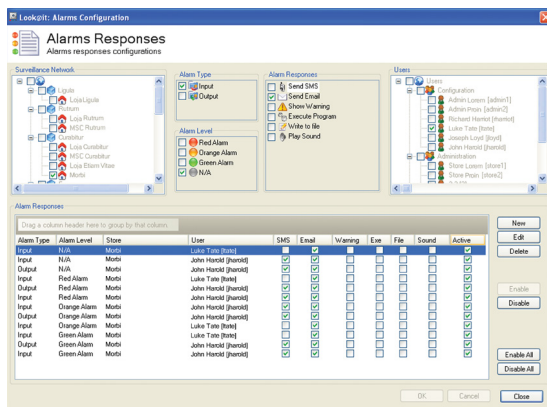 Look@it: Alarms Configuration
Alarms Responses
Alarms responses configurations
Surveillance Network
Ligula
Loja Ligula
Rutrum
Loja Rutrum
MSC Rutrum
Curabitur
Loja Curabitur
MSC Curabitur
Loja Etiam Vitae
Morbi
Alarm Type
Input
Output
Alarm Level
Red Alarm
Orange Alarm
Green Alarm
N/A
Alarm Responses
Send SMS
Send Email
Show Warning
Execute Program
Write to file
Play Sound
Users
Users
Configuration
Admin Lorem [admin1]
Admin Proin [admin2]
Richard Harriot [rharriot]
Luke Tate [ltate]
Joseph Loyd [jloyd]
John Harold [jharold]
Administration
Store Lorem [store1]
Store Proin [store2]
Alarm Responses
Drag a column header here to group by that column.
Alarm Type Alarm Level Store User SMS Email Warning Exe File Sound Active
Input N/A Morbi Luke Tate [ltate]
Input N/A Morbi John Harold [jharold]
Output N/A Morbi John Harold [jharold]
Input Red Alarm Morbi Luke Tate [ltate]
Output Red Alarm Morbi John Harold [jharold]
Input Red Alarm Morbi John Harold [jharold]
Input Orange Alarm Morbi John Harold [jharold]
Output Orange Alarm Morbi John Harold [jharold]
Input Orange Alarm Morbi Luke Tate [ltate]
Input Green Alarm Morbi Luke Tate [ltate]
Output Green Alarm Morbi John Harold [jharold]
Input Green Alarm Morbi John Harold [jharold]
New
Edit
Delete
Enable
Disable
Enable All
Disable All
OK Cancel Close